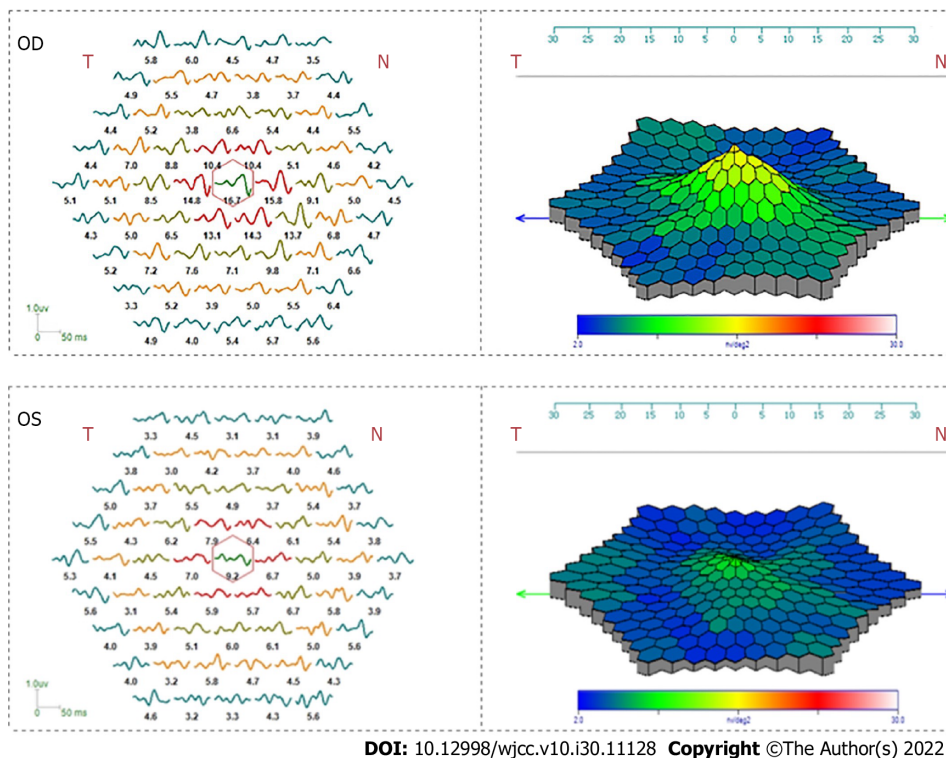 OD
T N
5.8 6.0 4.5 4.7 3.5
4.9 5.5 4.7 3.8 3.7 4.4
4.4 5.2 3.8 6.6 5.4 4.4 5.5
4.4 7.0 8.8 10.4 10.4 5.1 4.6 4.2
5.1 5.1 8.5 14.8 16.7 15.8 9.1 5.0 4.5
4.3 5.0 6.5 13.1 14.3 13.7 6.8 4.7
5.2 7.2 7.6 7.1 9.8 7.1 6.6
3.3 5.2 3.9 5.0 5.5 6.4
4.9 4.0 5.4 5.7 5.6
1.0uv
50 ms
30 25 20 15 10 5 0 5 10 15 20 25 30
T N
2.0 nv/deg2 30.0
OS
T N
3.3 4.5 3.1 3.1 3.9
3.8 3.0 4.2 3.7 4.0 4.6
5.0 3.7 5.5 4.9 3.7 5.4 3.7
5.5 4.3 6.2 7.9 6.4 6.1 5.4 3.8
5.3 4.1 4.5 7.0 9.2 6.7 5.0 3.9 3.7
5.6 3.1 5.4 5.9 5.7 6.7 5.8 3.9
4.0 3.9 5.1 6.0 6.1 5.0 5.6
4.0 3.2 5.8 4.7 4.5 4.3
4.6 3.2 3.3 4.3 5.6
1.0uv
50 ms
30 25 20 15 10 5 0 5 10 15 20 25 30
T N
2.0 nv/deg2 30.0
DOI: 10.12998/wjcc.v10.i30.11128 Copyright ©The Author(s) 2022